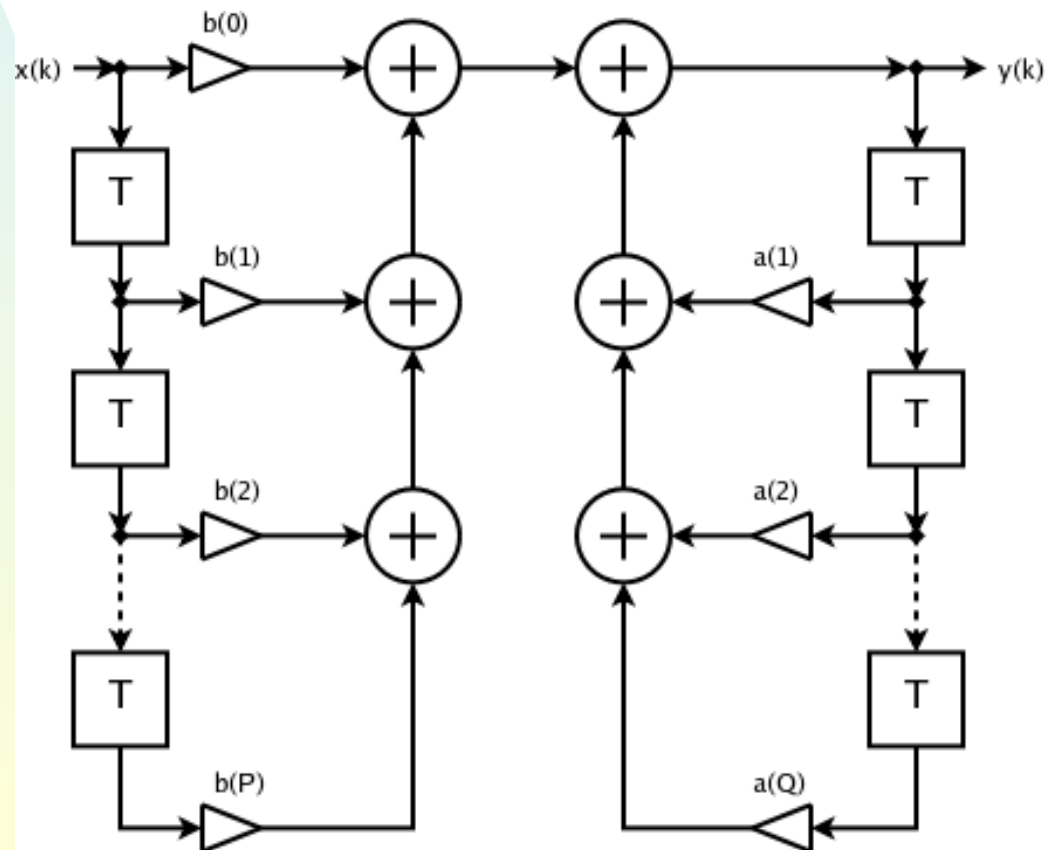 b(0)
x(k) y(k)
T T
b(1) a(1)
T T
b(2) a(2)
T T
b(P) a(Q)